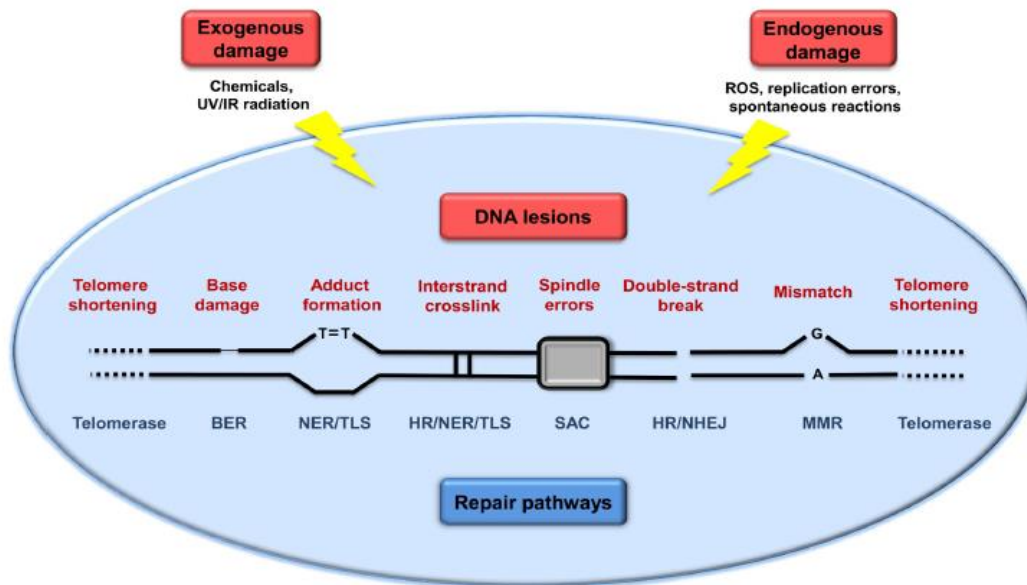 Exogenous
damage
Chemicals,
UV/IR radiation
Endogenous
damage
ROS, replication errors,
spontaneous reactions
DNA lesions
Telomere
shortening
Base
damage
Adduct
formation
Interstrand
crosslink
Spindle
errors
Double-strand
break
Mismatch
Telomere
shortening
T=T
G
A
Telomerase
BER
NER/TLS
HR/NER/TLS
SAC
HR/NHEJ
MMR
Telomerase
Repair pathways